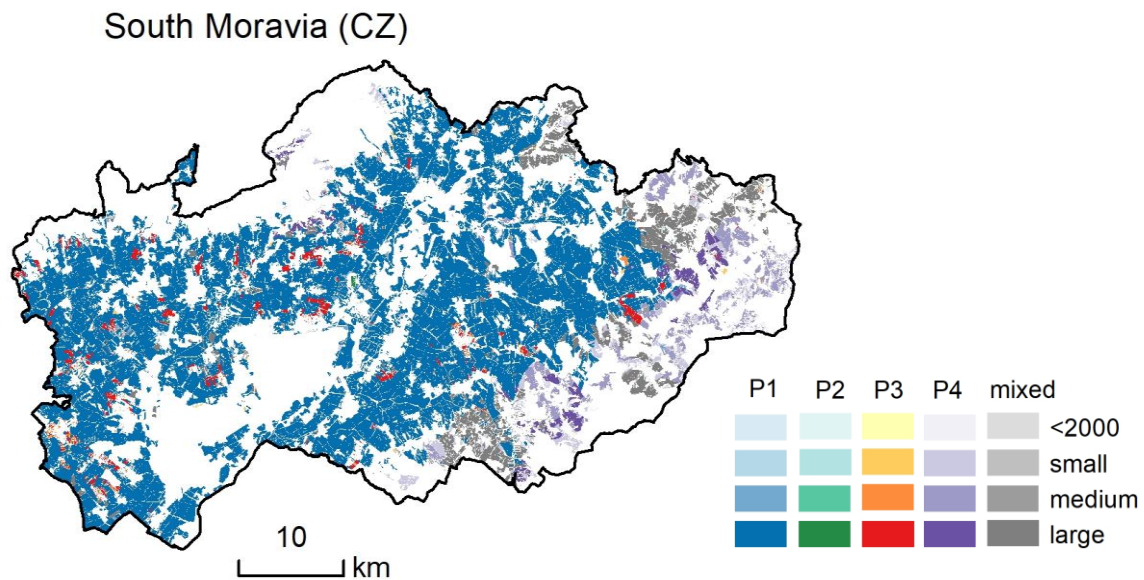 South Moravia (CZ)
P1 P2 P3 P4 mixed
<2000
small
medium
large
10
km